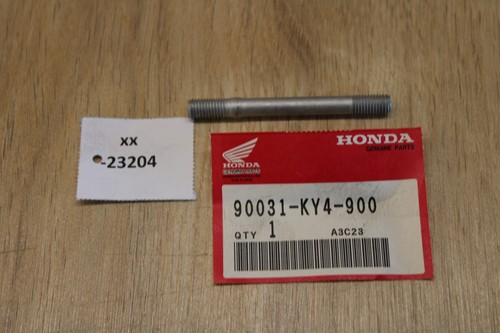 xx
-23204
HONDA
GENUINE PARTS
HONDA
90031-KY4-900
QTY 1 A3C23